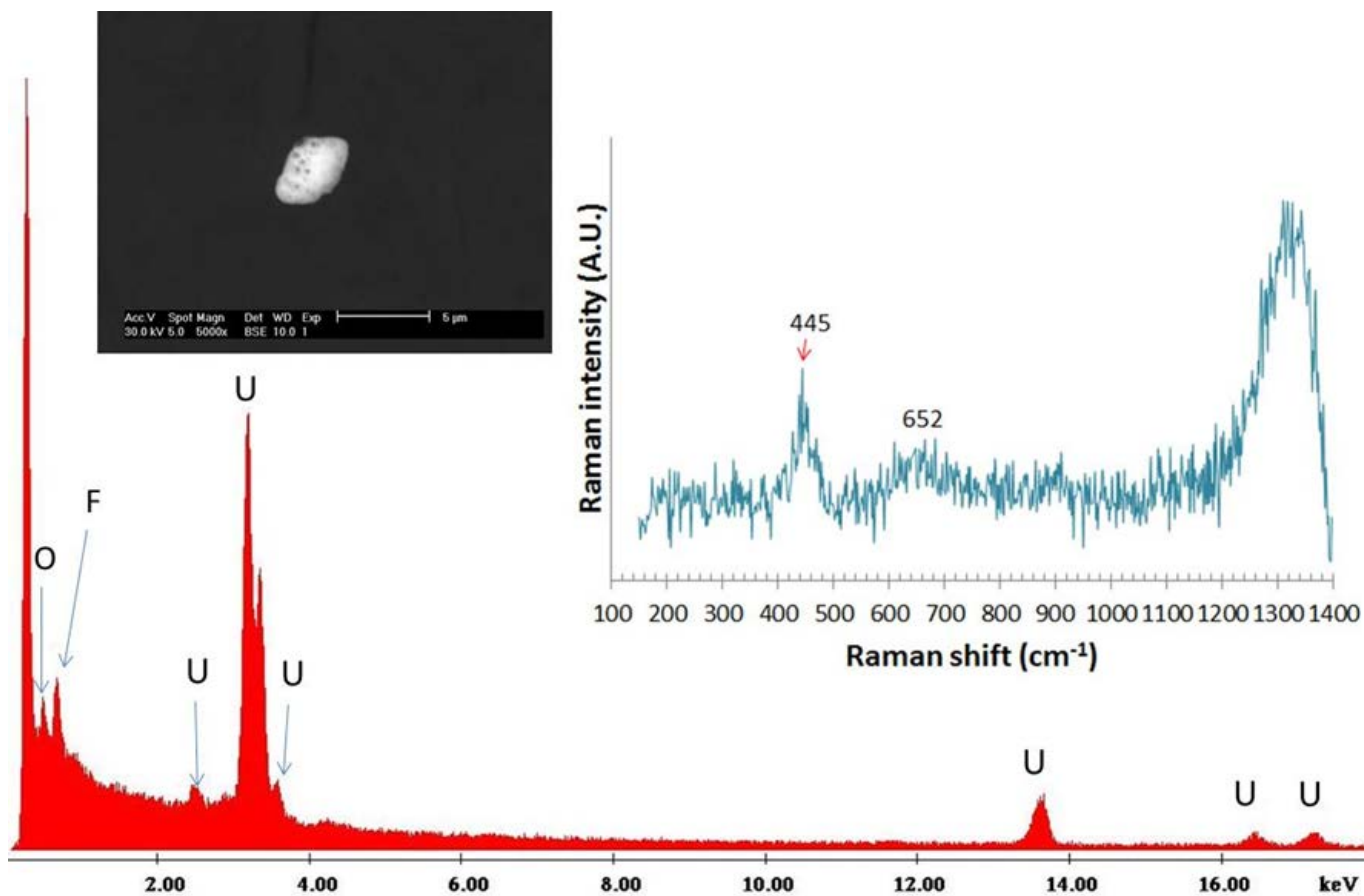 Acc.V Spot Magn Det WD Exp 5 µm
30.0 kV 5.0 5000x BSE 10.0 1
Raman intensity (A.U.)
445
652
100 200 300 400 500 600 700 800 900 1000 1100 1200 1300 1400
Raman shift (cm⁻¹)
O
F
U
U
U
U
U
U
2.00 4.00 6.00 8.00 10.00 12.00 14.00 16.00 keV